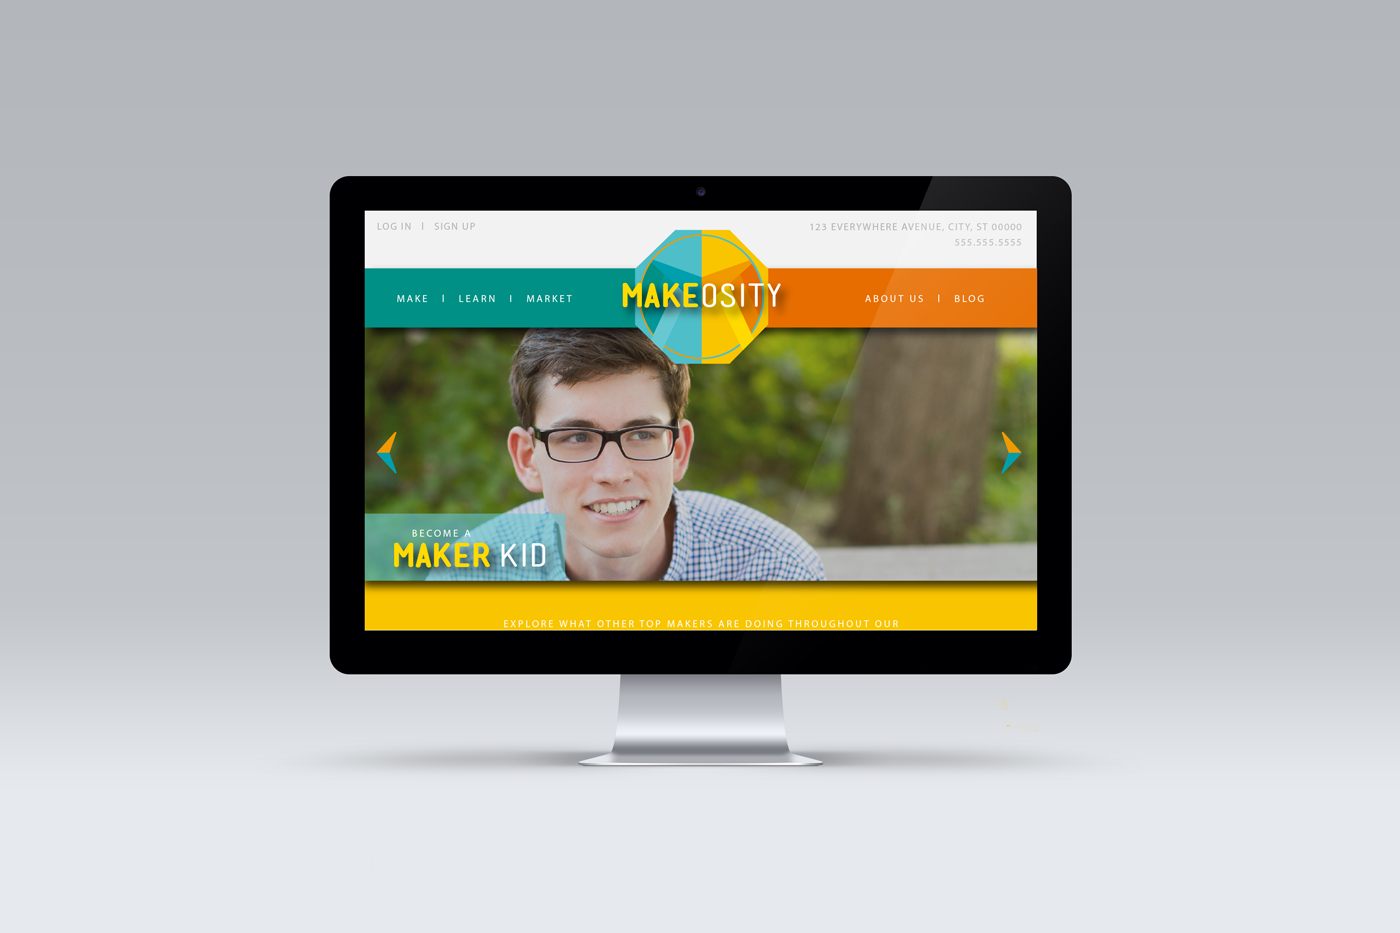 LOG IN | SIGN UP
123 EVERYWHERE AVENUE, CITY, ST 00000
555.555.5555
MAKE | LEARN | MARKET
MAKEOSITY
ABOUT US | BLOG
BECOME A
MAKER KID
EXPLORE WHAT OTHER TOP MAKERS ARE DOING THROUGHOUT OUR